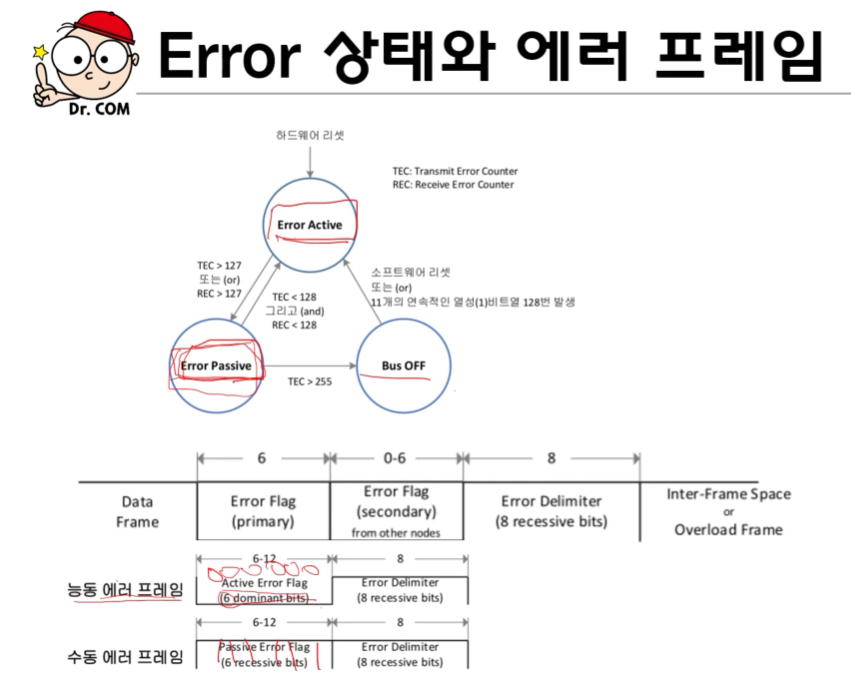 Error 상태와 에러 프레임
Dr. COM
하드웨어 리셋
TEC: Transmit Error Counter
REC: Receive Error Counter
Error Active
TEC > 127
또는 (or)
REC > 127
TEC < 128
그리고 (and)
REC < 128
소프트웨어 리셋
또는 (or)
11개의 연속적인 열성(1)비트열 128번 발생
Error Passive
TEC > 255
Bus OFF
6
0-6
8
Data
Frame
Error Flag
(primary)
Error Flag
(secondary)
from other nodes
Error Delimiter
(8 recessive bits)
Inter-Frame Space
or
Overload Frame
능동 에러 프레임
6-12
8
000000
Active Error Flag
(6 dominant bits)
Error Delimiter
(8 recessive bits)
수동 에러 프레임
6-12
8
Passive Error Flag
(6 recessive bits)
Error Delimiter
(8 recessive bits)